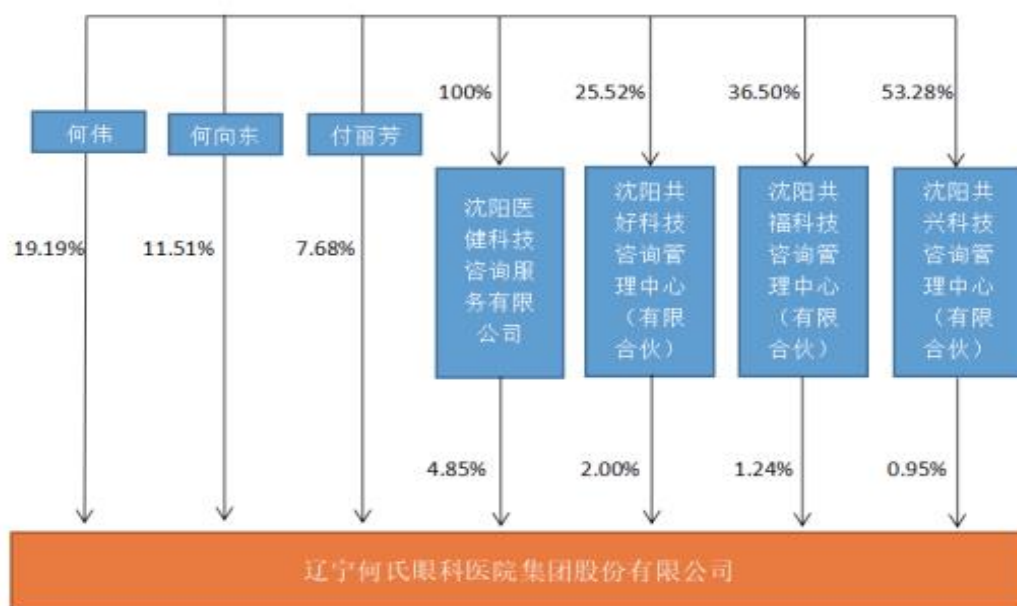 100%
25.52%
36.50%
53.28%
何伟
何向东
付丽芳
沈阳医
健科技
咨询服
务有限
公司
沈阳共
好科技
咨询管
理中心
（有限
合伙）
沈阳共
福科技
咨询管
理中心
（有限
合伙）
沈阳共
兴科技
咨询管
理中心
（有限
合伙）
19.19%
11.51%
7.68%
4.85%
2.00%
1.24%
0.95%
辽宁何氏眼科医院集团股份有限公司